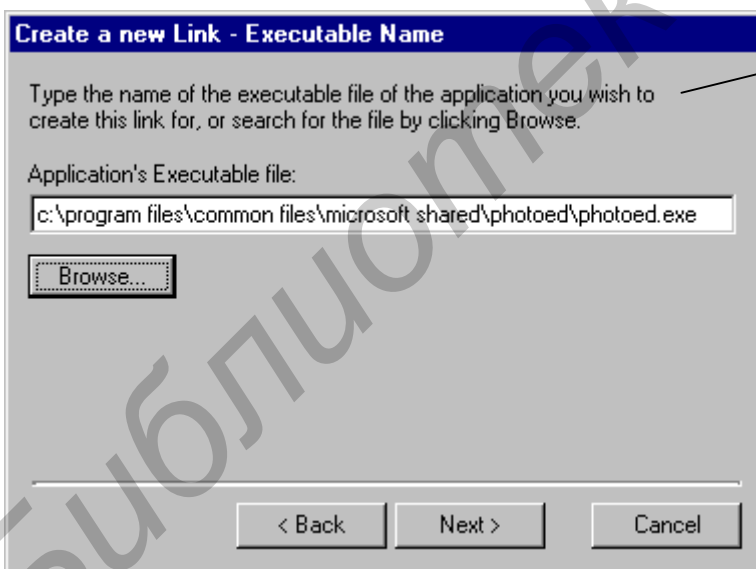 Create a new Link - Executable Name
Type the name of the executable file of the application you wish to
create this link for, or search for the file by clicking Browse.
Application's Executable file:
c:\program files\common files\microsoft shared\photoed\photoed.exe
Browse...
< Back
Next >
Cancel